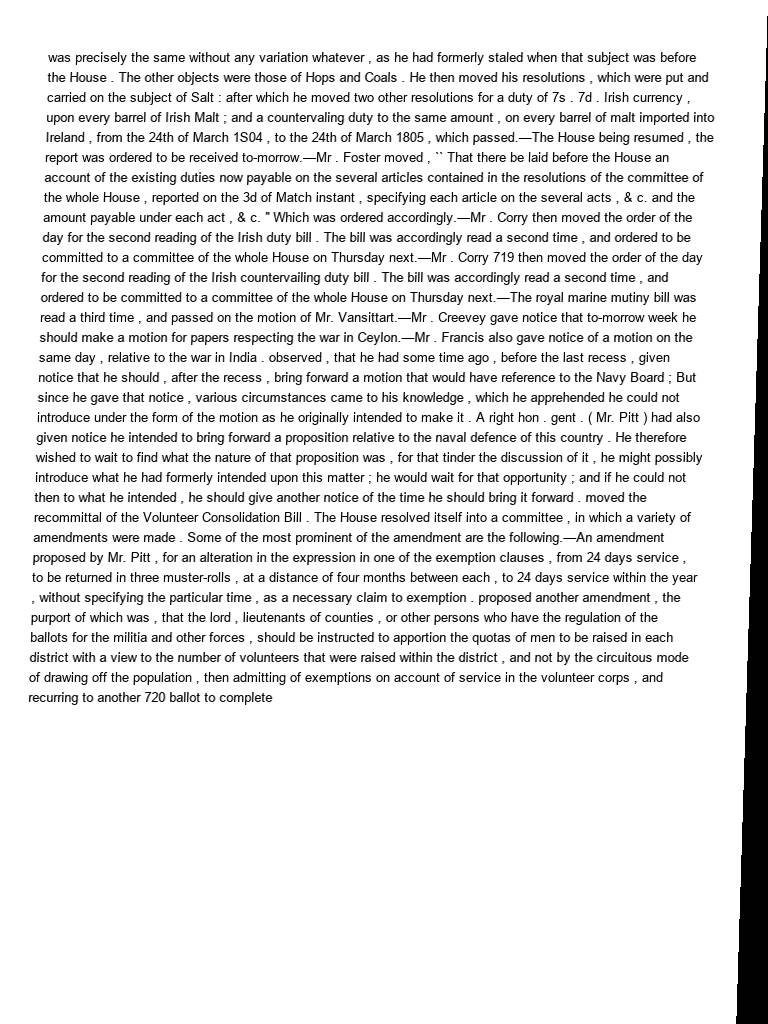 was precisely the same without any variation whatever , as he had formerly staled when that subject was before
the House . The other objects were those of Hops and Coals . He then moved his resolutions , which were put and
carried on the subject of Salt : after which he moved two other resolutions for a duty of 7s . 7d . Irish currency ,
upon every barrel of Irish Malt ; and a countervaling duty to the same amount , on every barrel of malt imported into
Ireland , from the 24th of March 1S04 , to the 24th of March 1805 , which passed.—The House being resumed , the
report was ordered to be received to-morrow.—Mr . Foster moved , `` That there be laid before the House an
account of the existing duties now payable on the several articles contained in the resolutions of the committee of
the whole House , reported on the 3d of Match instant , specifying each article on the several acts , & c. and the
amount payable under each act , & c. " Which was ordered accordingly.—Mr . Corry then moved the order of the
day for the second reading of the Irish duty bill . The bill was accordingly read a second time , and ordered to be
committed to a committee of the whole House on Thursday next.—Mr . Corry 719 then moved the order of the day
for the second reading of the Irish countervailing duty bill . The bill was accordingly read a second time , and
ordered to be committed to a committee of the whole House on Thursday next.—The royal marine mutiny bill was
read a third time , and passed on the motion of Mr. Vansittart.—Mr . Creevey gave notice that to-morrow week he
should make a motion for papers respecting the war in Ceylon.—Mr . Francis also gave notice of a motion on the
same day , relative to the war in India . observed , that he had some time ago , before the last recess , given
notice that he should , after the recess , bring forward a motion that would have reference to the Navy Board ; But
since he gave that notice , various circumstances came to his knowledge , which he apprehended he could not
introduce under the form of the motion as he originally intended to make it . A right hon . gent . ( Mr. Pitt ) had also
given notice he intended to bring forward a proposition relative to the naval defence of this country . He therefore
wished to wait to find what the nature of that proposition was , for that tinder the discussion of it , he might possibly
introduce what he had formerly intended upon this matter ; he would wait for that opportunity ; and if he could not
then to what he intended , he should give another notice of the time he should bring it forward . moved the
recommittal of the Volunteer Consolidation Bill . The House resolved itself into a committee , in which a variety of
amendments were made . Some of the most prominent of the amendment are the following.—An amendment
proposed by Mr. Pitt , for an alteration in the expression in one of the exemption clauses , from 24 days service ,
to be returned in three muster-rolls , at a distance of four months between each , to 24 days service within the year
, without specifying the particular time , as a necessary claim to exemption . proposed another amendment , the
purport of which was , that the lord , lieutenants of counties , or other persons who have the regulation of the
ballots for the militia and other forces , should be instructed to apportion the quotas of men to be raised in each
district with a view to the number of volunteers that were raised within the district , and not by the circuitous mode
of drawing off the population , then admitting of exemptions on account of service in the volunteer corps , and
recurring to another 720 ballot to complete